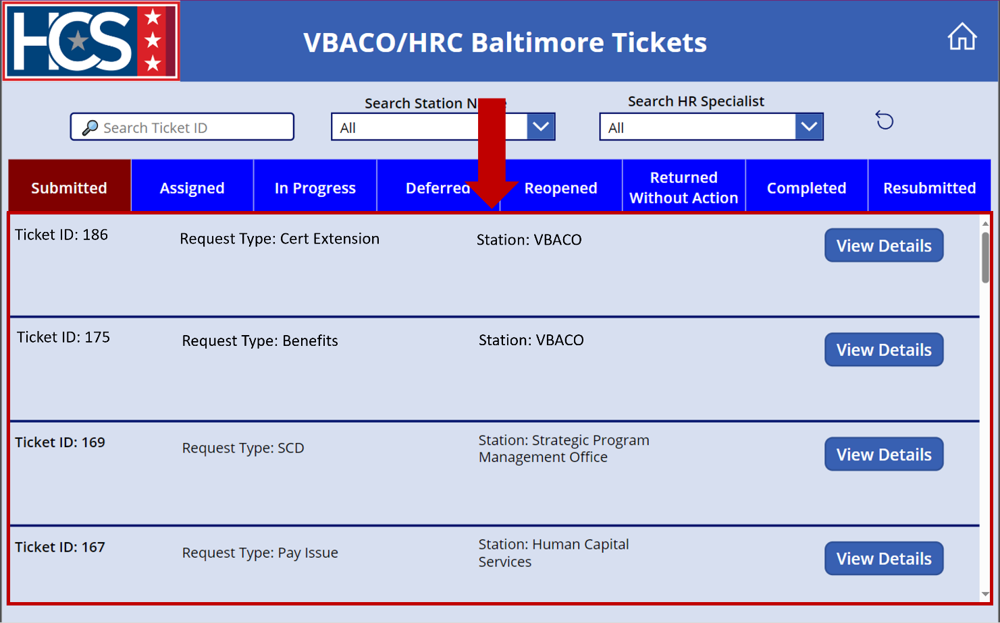 HCS
VBACO/HRC Baltimore Tickets
Search Station N
Search HR Specialist
Search Ticket ID
All
All
Submitted
Assigned
In Progress
Deferred
Reopened
Returned
Without Action
Completed
Resubmitted
Ticket ID: 186
Request Type: Cert Extension
Station: VBACO
View Details
Ticket ID: 175
Request Type: Benefits
Station: VBACO
View Details
Ticket ID: 169
Request Type: SCD
Station: Strategic Program
Management Office
View Details
Ticket ID: 167
Request Type: Pay Issue
Station: Human Capital
Services
View Details